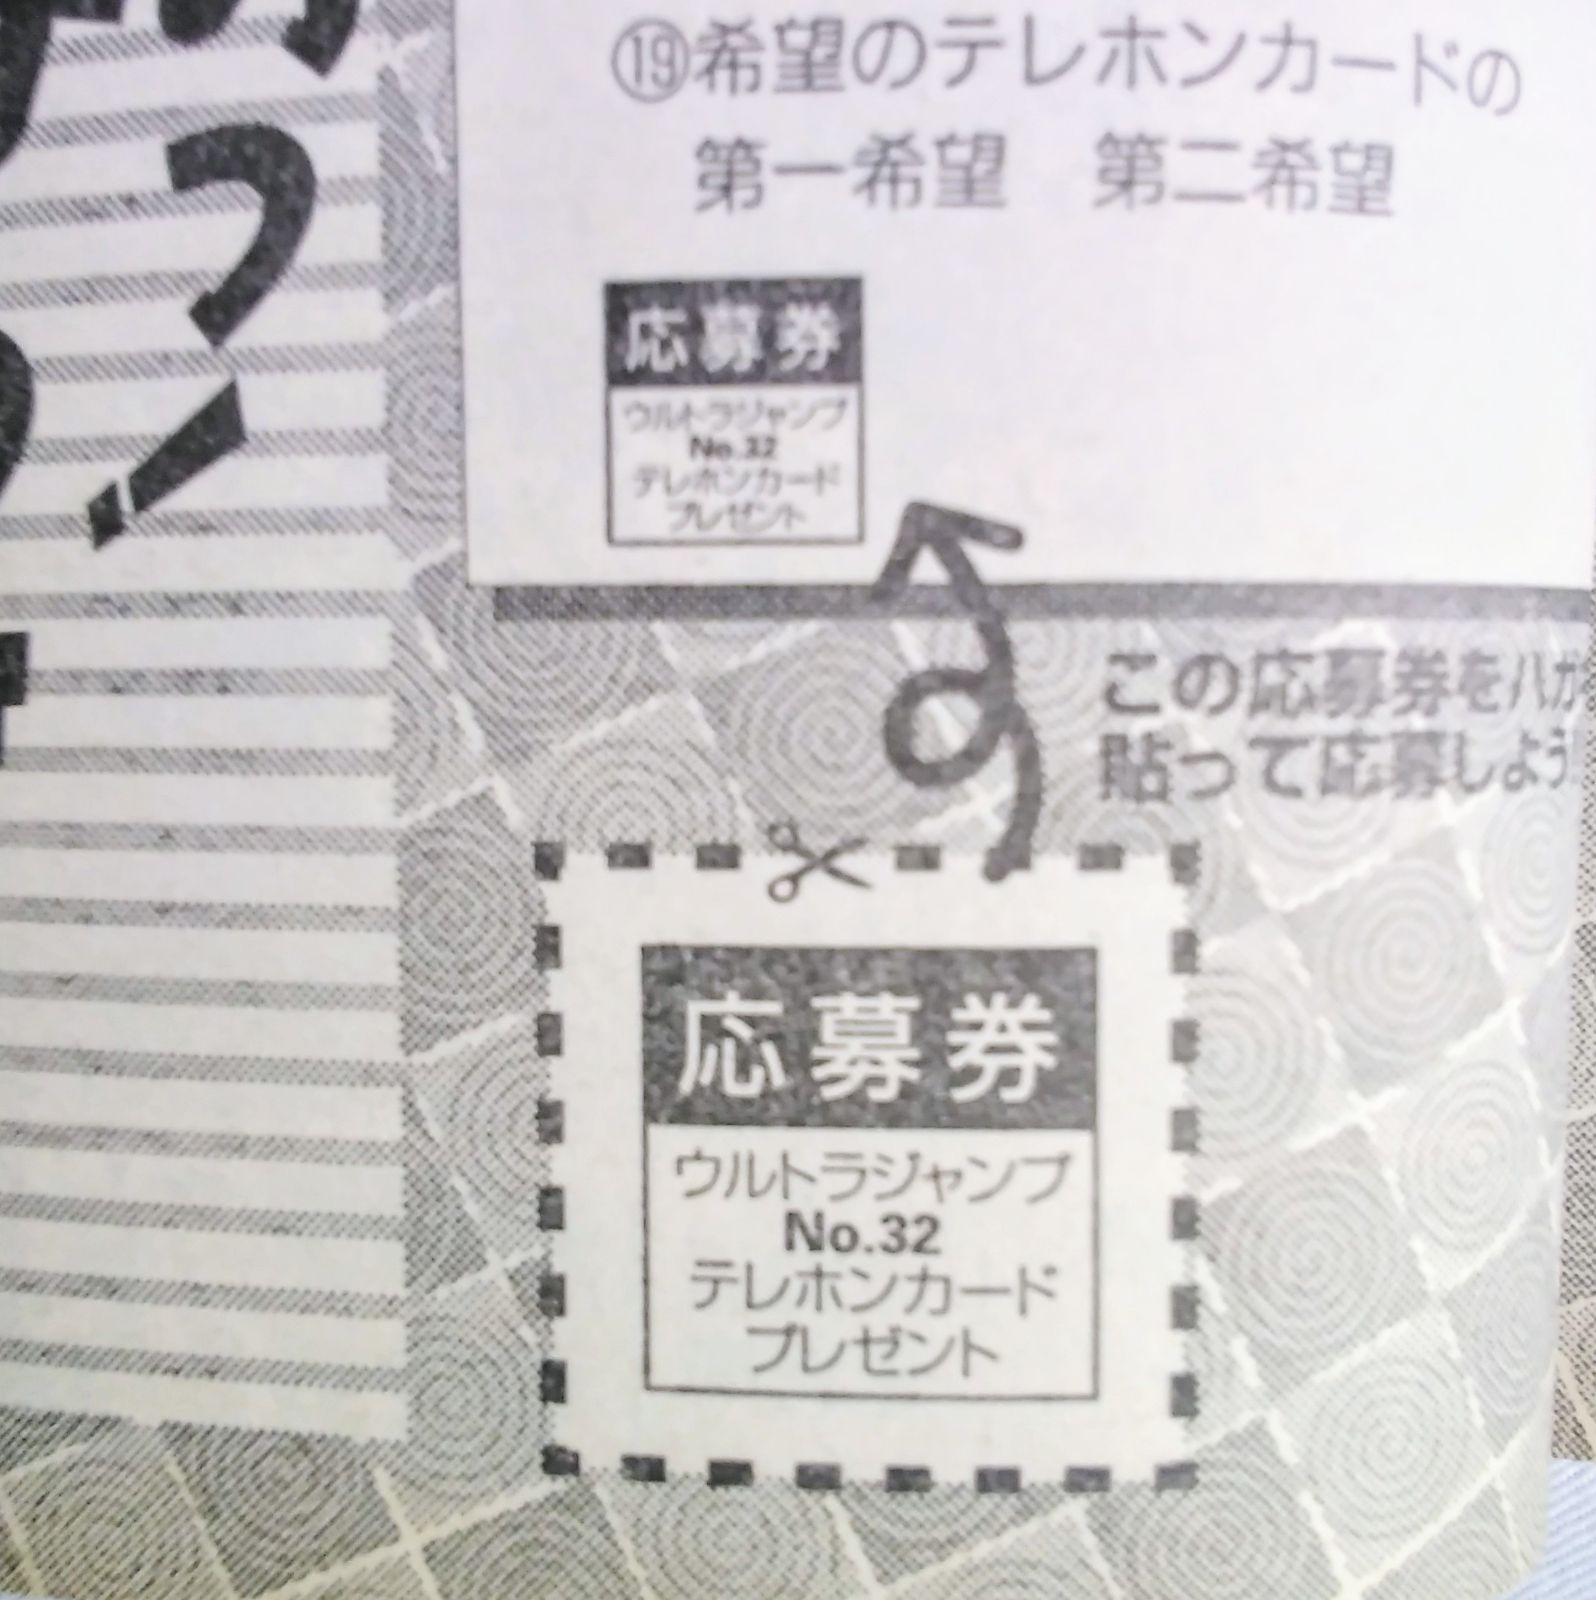 ⑲希望のテレホンカードの
第一希望　第二希望
応募券
ウルトラジャンプ
No.32
テレホンカード
プレゼント
この応募券をハガ
貼って応募しよう
応募券
ウルトラジャンプ
No.32
テレホンカード
プレゼント